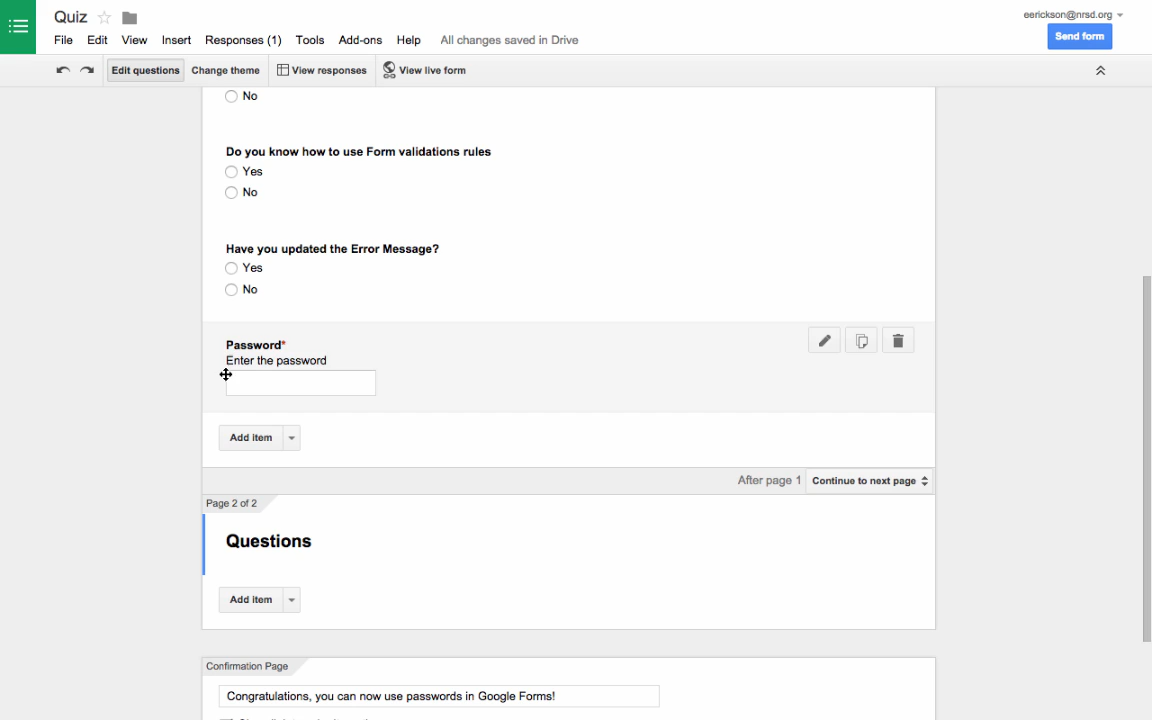 Quiz
eerickson@nrsd.org
File Edit View Insert Responses (1) Tools Add-ons Help All changes saved in Drive
Send form
Edit questions Change theme View responses View live form
No
Do you know how to use Form validations rules
Yes
No
Have you updated the Error Message?
Yes
No
Password*
Enter the password
Add item
After page 1 Continue to next page
Page 2 of 2
Questions
Add item
Confirmation Page
Congratulations, you can now use passwords in Google Forms!